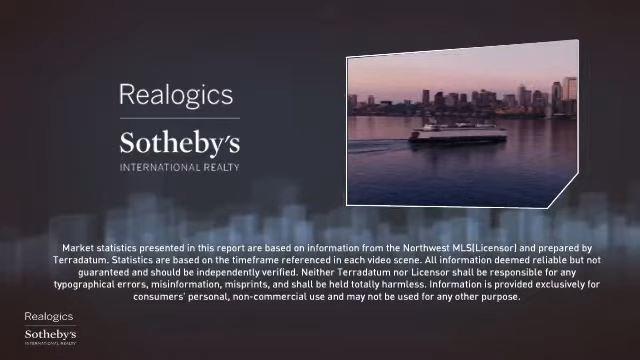 Realogics
Sotheby's
INTERNATIONAL REALTY
Market statistics presented in this report are based on information from the Northwest MLS(Licensor) and prepared by
Terradatum. Statistics are based on the timeframe referenced in each video scene. All information deemed reliable but not
guaranteed and should be independently verified. Neither Terradatum nor Licensor shall be responsible for any
typographical errors, misinformation, misprints, and shall be held totally harmless. Information is provided exclusively for
consumers' personal, non-commercial use and may not be used for any other purpose.
Realogics
Sotheby's
INTERNATIONAL REALTY